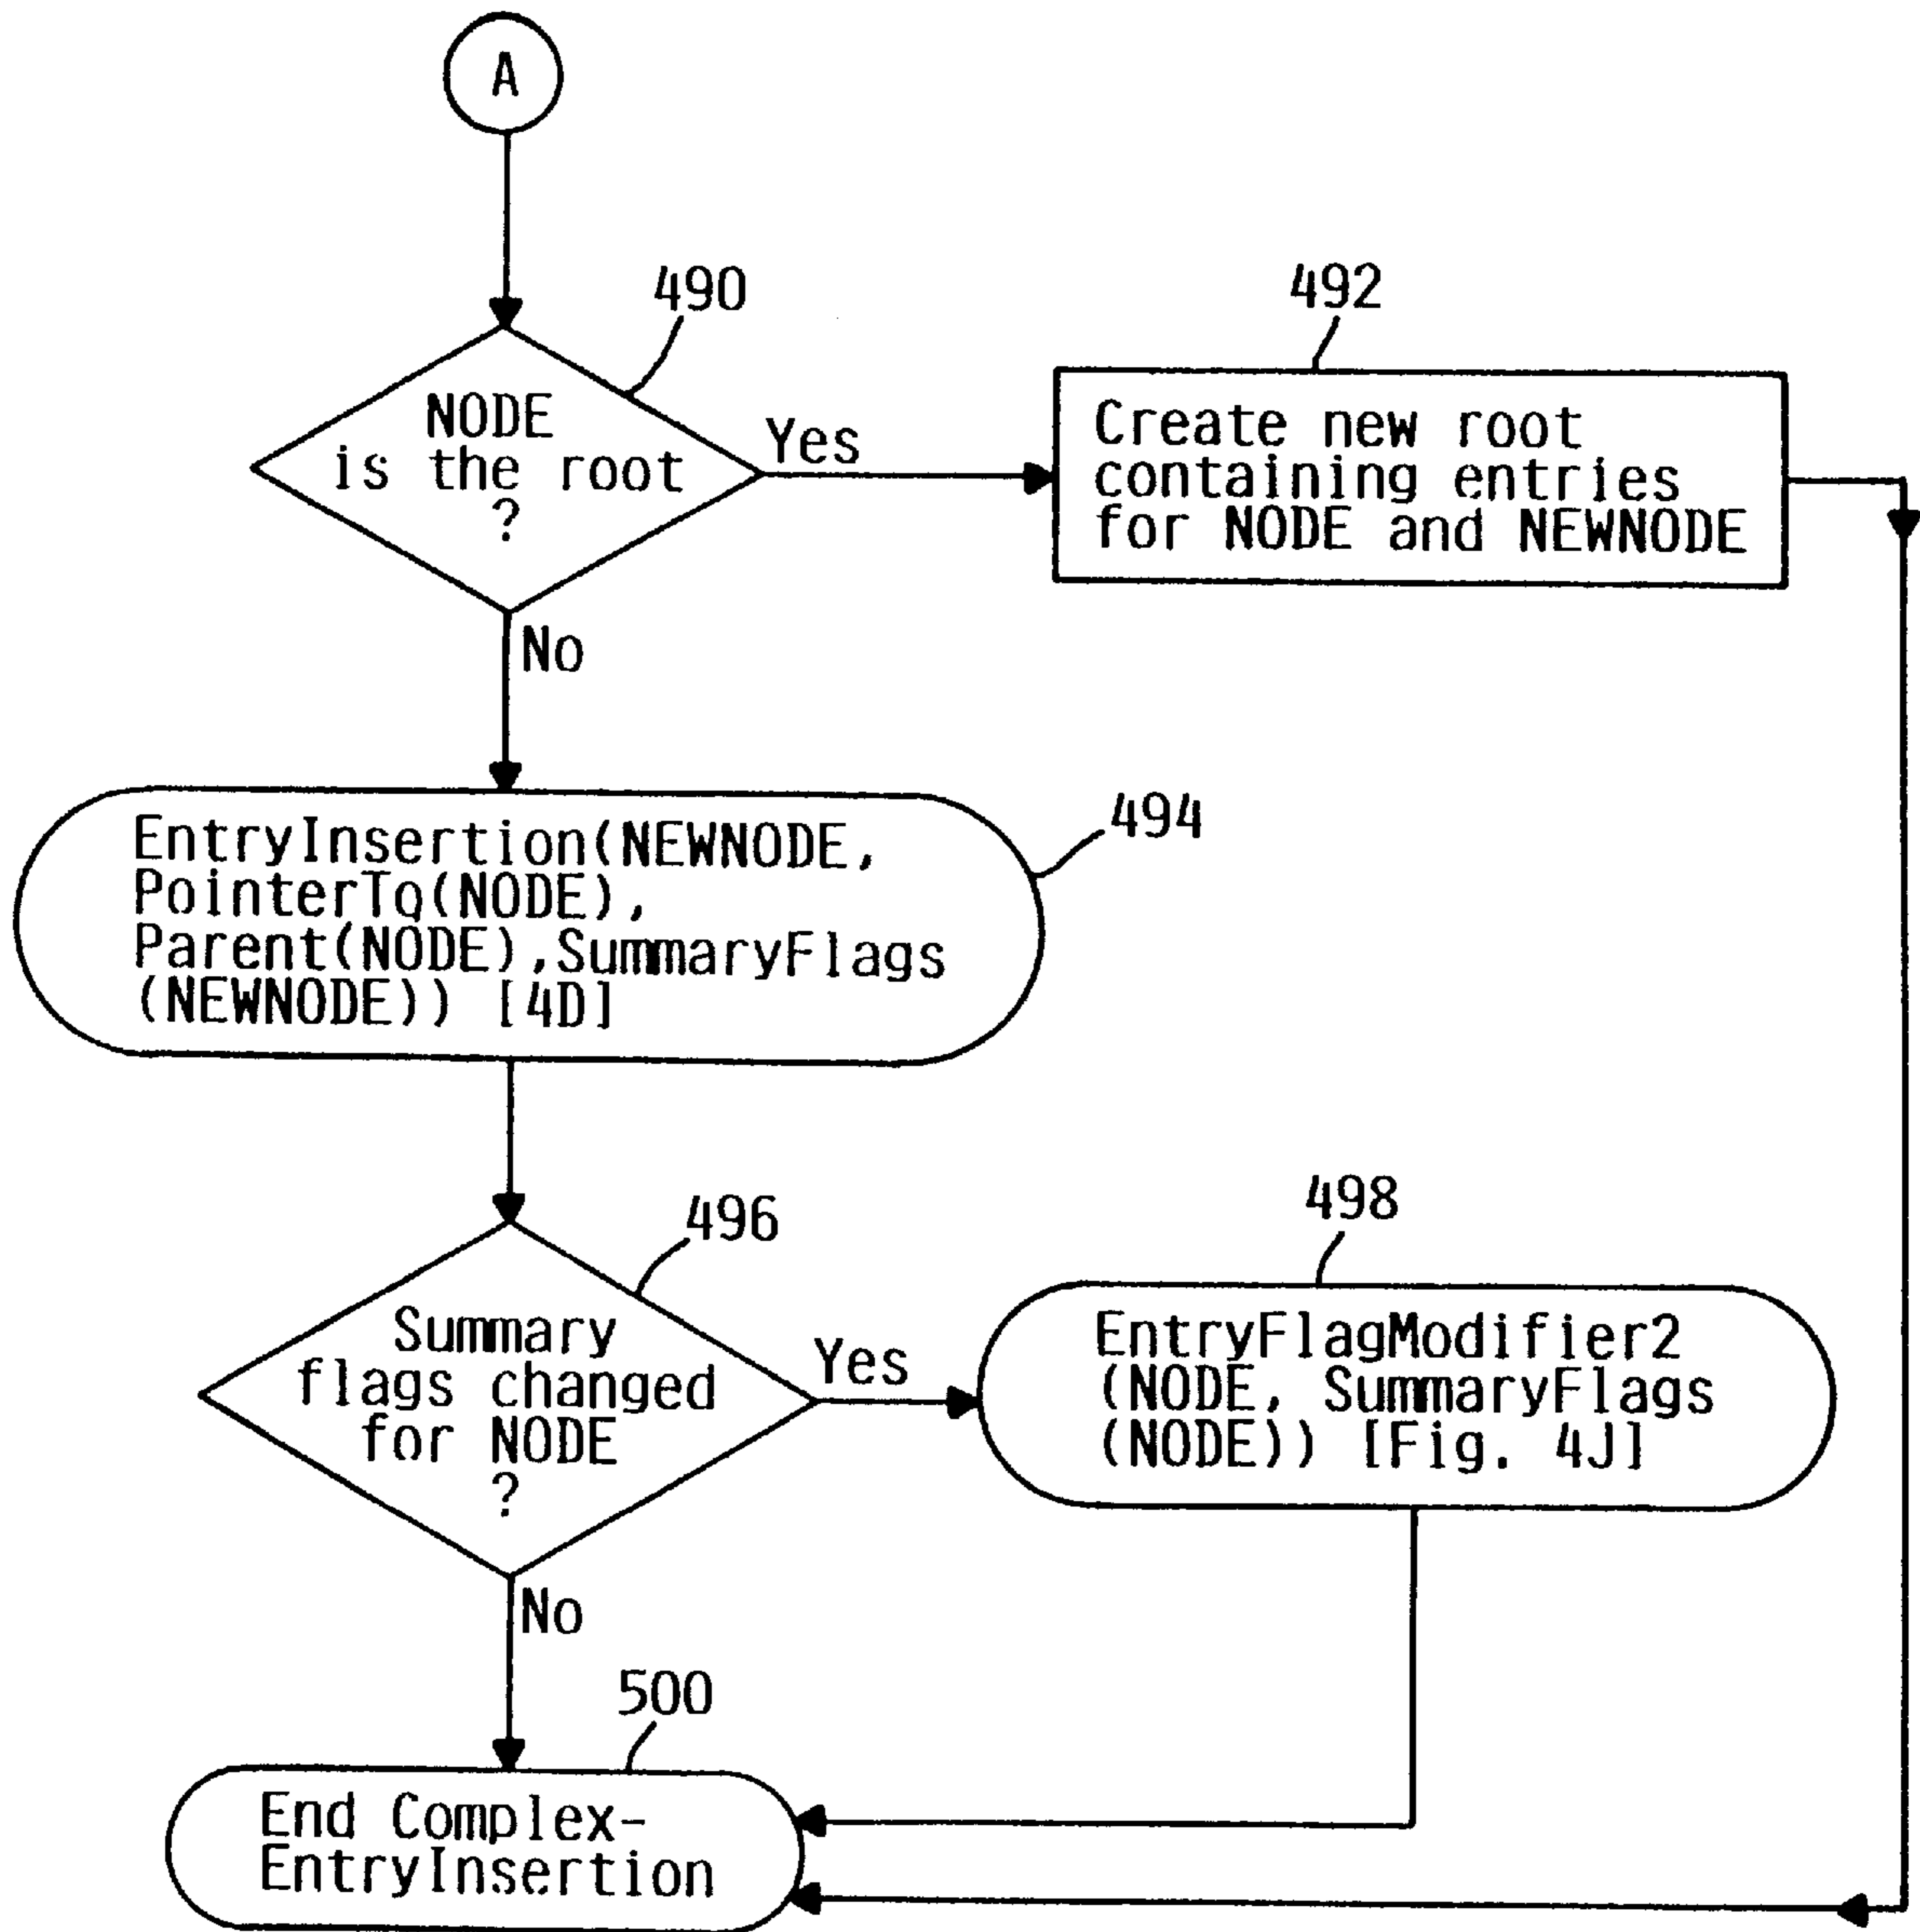 A
490
NODE
is the root
?
Yes
No
492
Create new root
containing entries
for NODE and NEWNODE
494
EntryInsertion(NEWNODE,
PointerTo(NODE),
Parent(NODE),SummaryFlags
(NEWNODE)) [4D]
496
Summary
flags changed
for NODE
?
Yes
No
498
EntryFlagModifier2
(NODE, SummaryFlags
(NODE)) [Fig. 4J]
500
End Complex-
EntryInsertion